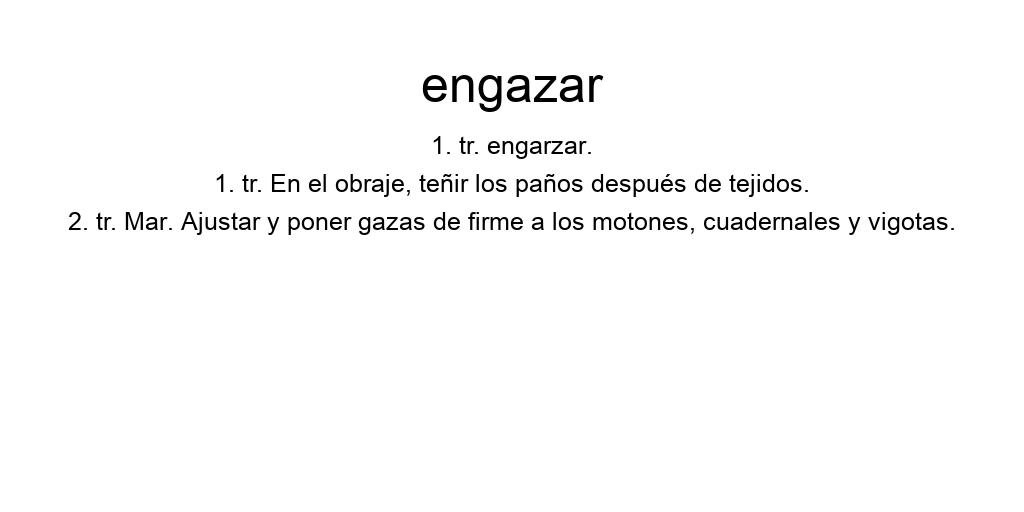 engazar
1. tr. engarzar.
1. tr. En el obraje, teñir los paños después de tejidos.
2. tr. Mar. Ajustar y poner gazas de firme a los motones, cuadernales y vigotas.